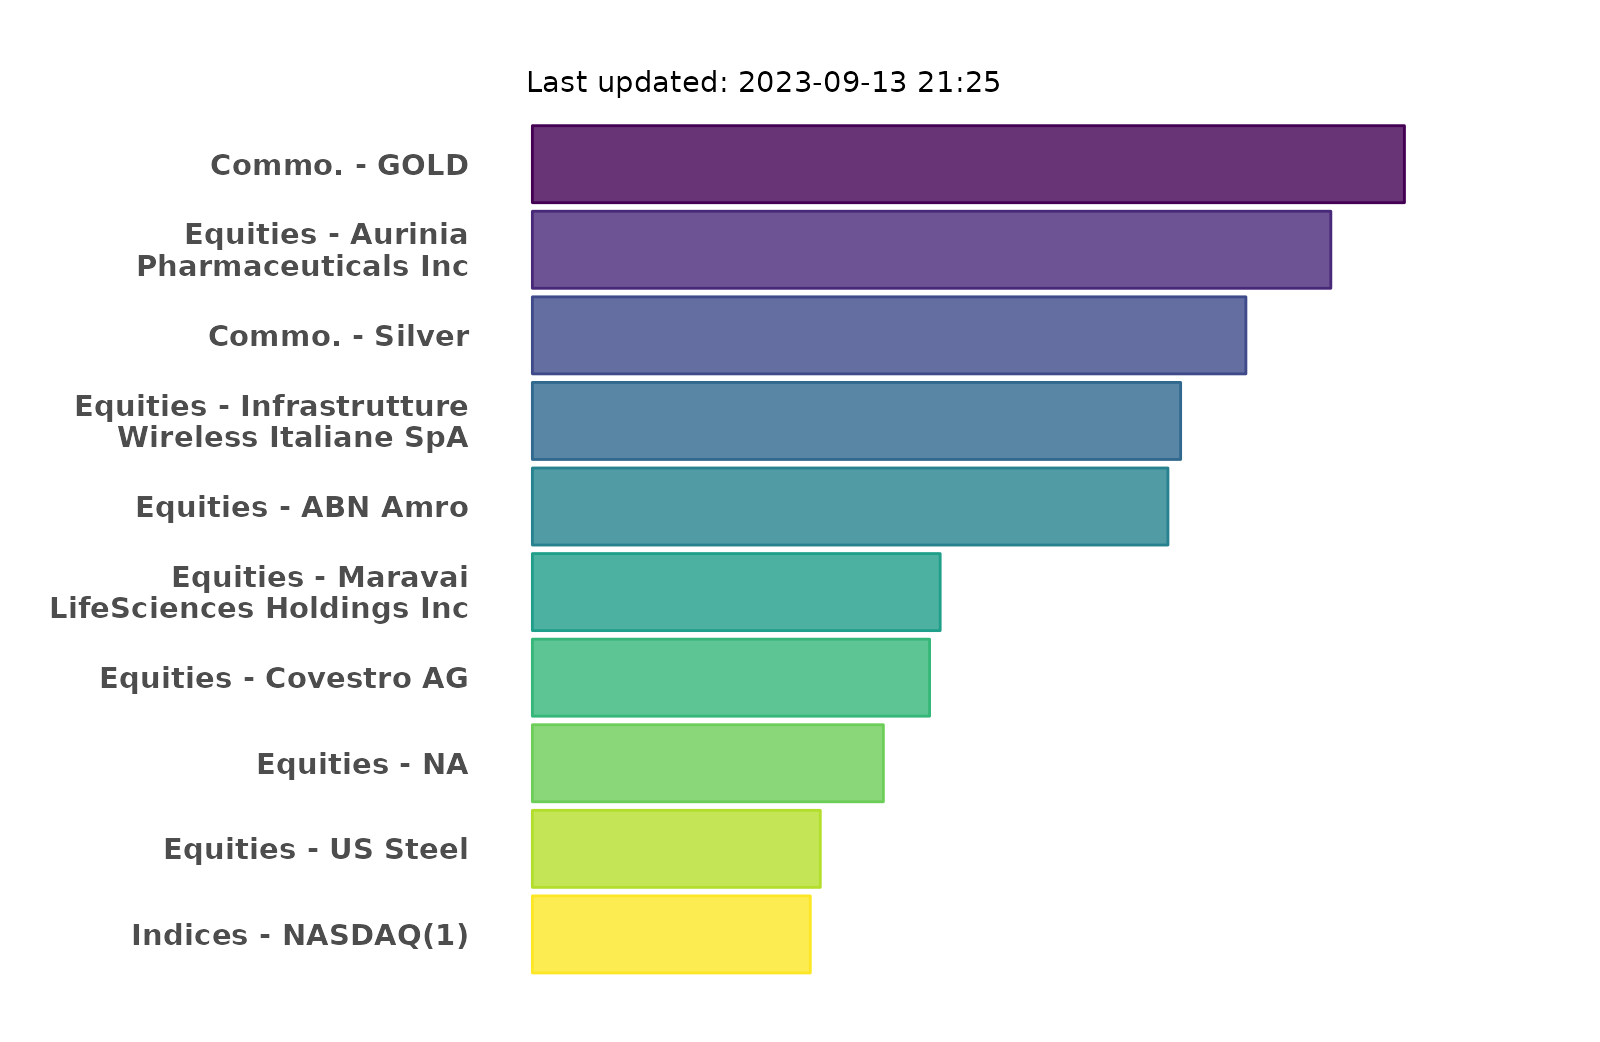 Last updated: 2023-09-13 21:25
Commo. - GOLD
Equities - Aurinia
Pharmaceuticals Inc
Commo. - Silver
Equities - Infrastrutture
Wireless Italiane SpA
Equities - ABN Amro
Equities - Maravai
LifeSciences Holdings Inc
Equities - Covestro AG
Equities - NA
Equities - US Steel
Indices - NASDAQ(1)